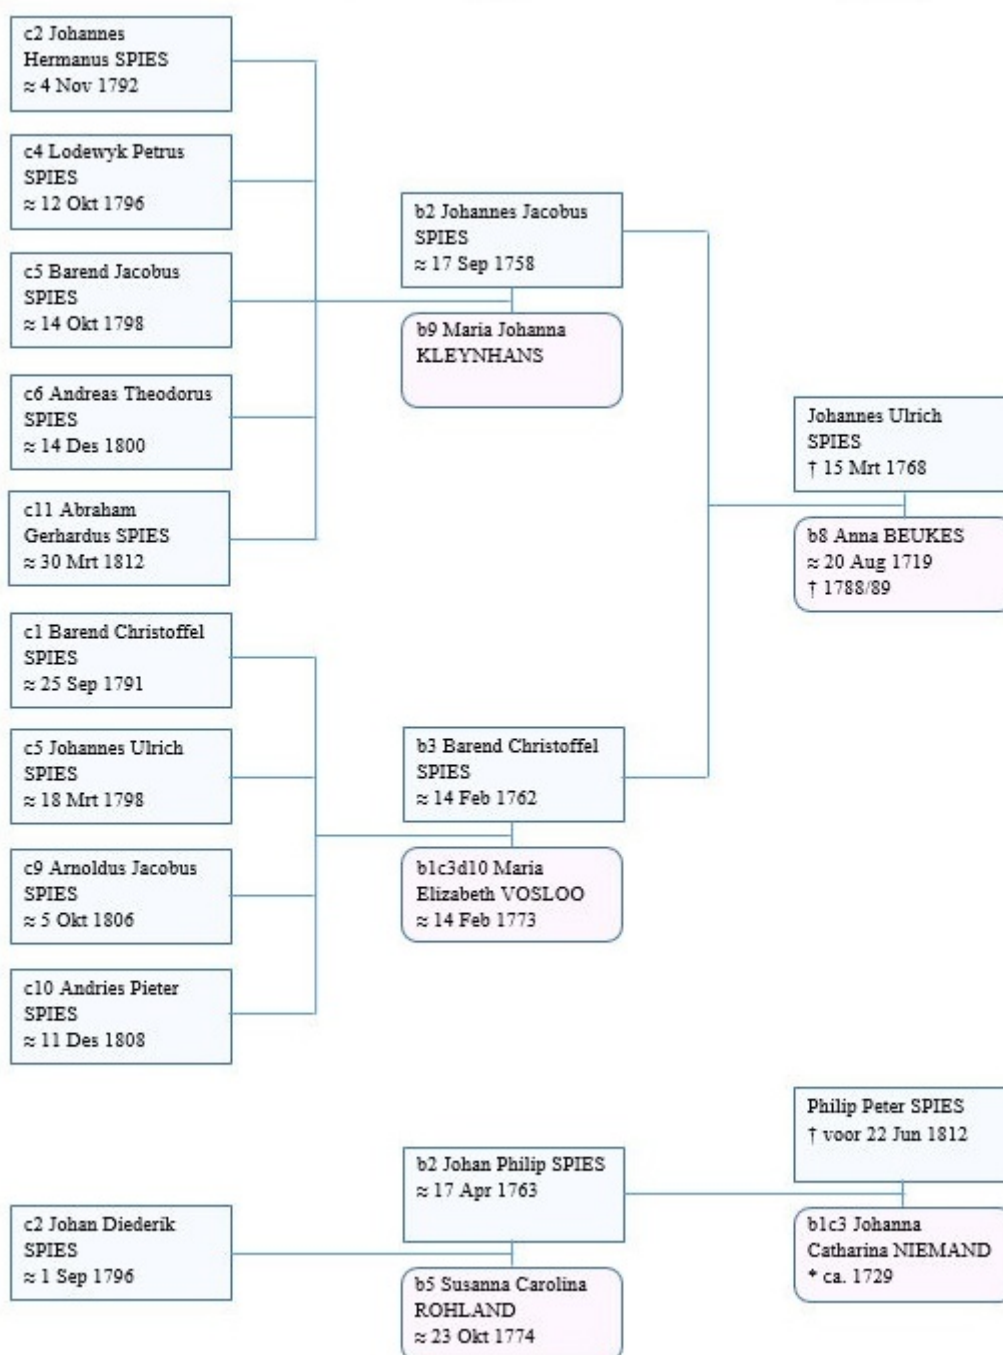 c2 Johannes
Hermanus SPIES
≈ 4 Nov 1792
c4 Lodewyk Petrus
SPIES
≈ 12 Okt 1796
c5 Barend Jacobus
SPIES
≈ 14 Okt 1798
c6 Andreas Theodorus
SPIES
≈ 14 Des 1800
c11 Abraham
Gerhardus SPIES
≈ 30 Mrt 1812
b2 Johannes Jacobus
SPIES
≈ 17 Sep 1758
b9 Maria Johanna
KLEYNHANS
Johannes Ulrich
SPIES
† 15 Mrt 1768
b8 Anna BEUKES
≈ 20 Aug 1719
† 1788/89
c1 Barend Christoffel
SPIES
≈ 25 Sep 1791
c5 Johannes Ulrich
SPIES
≈ 18 Mrt 1798
c9 Arnoldus Jacobus
SPIES
≈ 5 Okt 1806
c10 Andries Pieter
SPIES
≈ 11 Des 1808
b3 Barend Christoffel
SPIES
≈ 14 Feb 1762
b1c3d10 Maria
Elizabeth VOSLOO
≈ 14 Feb 1773
Philip Peter SPIES
† voor 22 Jun 1812
b1c3 Johanna
Catharina NIEMAND
* ca. 1729
b2 Johan Philip SPIES
≈ 17 Apr 1763
b5 Susanna Carolina
ROHLAND
≈ 23 Okt 1774
c2 Johan Diederik
SPIES
≈ 1 Sep 1796